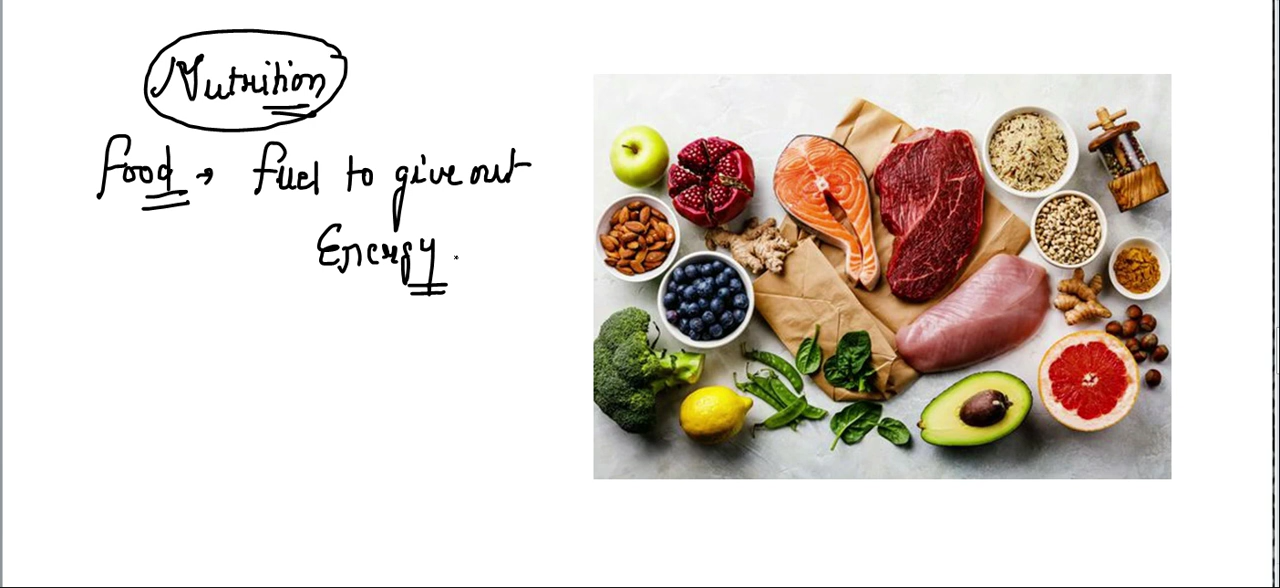 Nutrition
Food → fuel to give out
Energy.